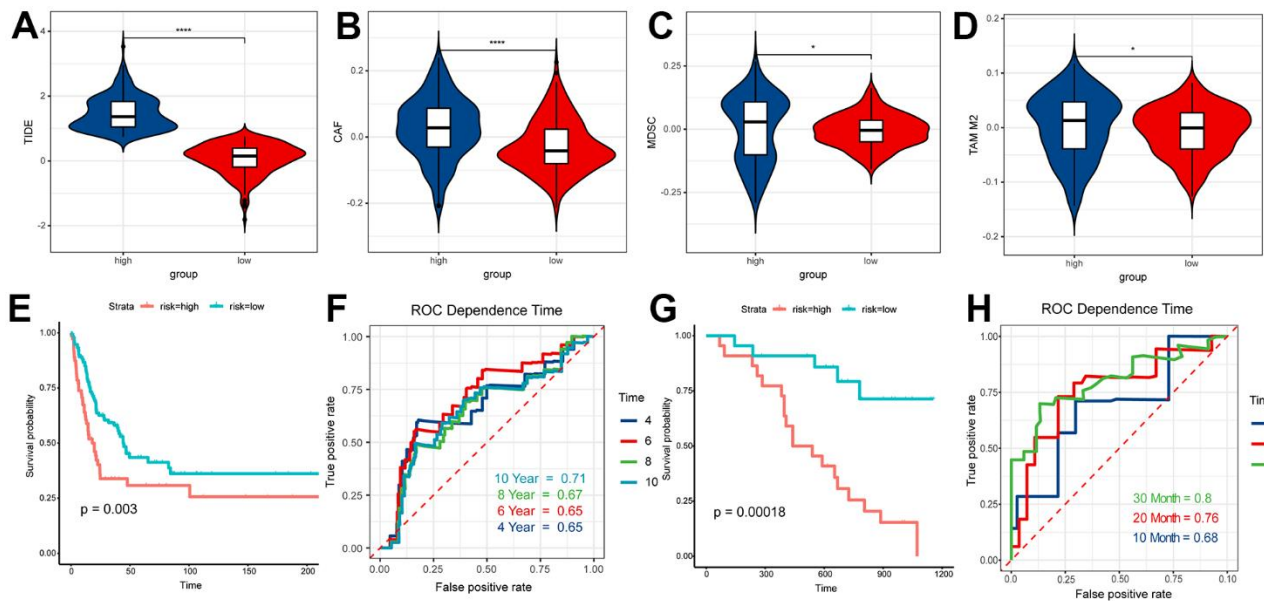 A
4
2
0
-2
TIDE
****
high
low
group
B
0.2
0.0
-0.2
CAF
****
high
low
group
C
0.25
0.00
-0.25
MDSC
*
high
low
group
D
0.2
0.1
0.0
-0.1
-0.2
TAM M2
*
high
low
group
E
Strata risk=high risk=low
1.00
0.75
0.50
0.25
0.00
Survival probability
p = 0.003
0 50 100 150 200
Time
F
ROC Dependence Time
1.00
0.75
0.50
0.25
0.00
True positive rate
10 Year = 0.71
8 Year = 0.67
6 Year = 0.65
4 Year = 0.65
0.00 0.25 0.50 0.75 1.00
False positive rate
Time
4
6
8
10
G
Strata risk=high risk=low
1.00
0.75
0.50
0.25
0.00
Survival probability
p = 0.00018
0 300 600 900 1200
Time
H
ROC Dependence Time
1.00
0.75
0.50
0.25
0.00
True positive rate
30 Month = 0.8
20 Month = 0.76
10 Month = 0.68
0.0 0.25 0.50 0.75 0.10
False positive rate